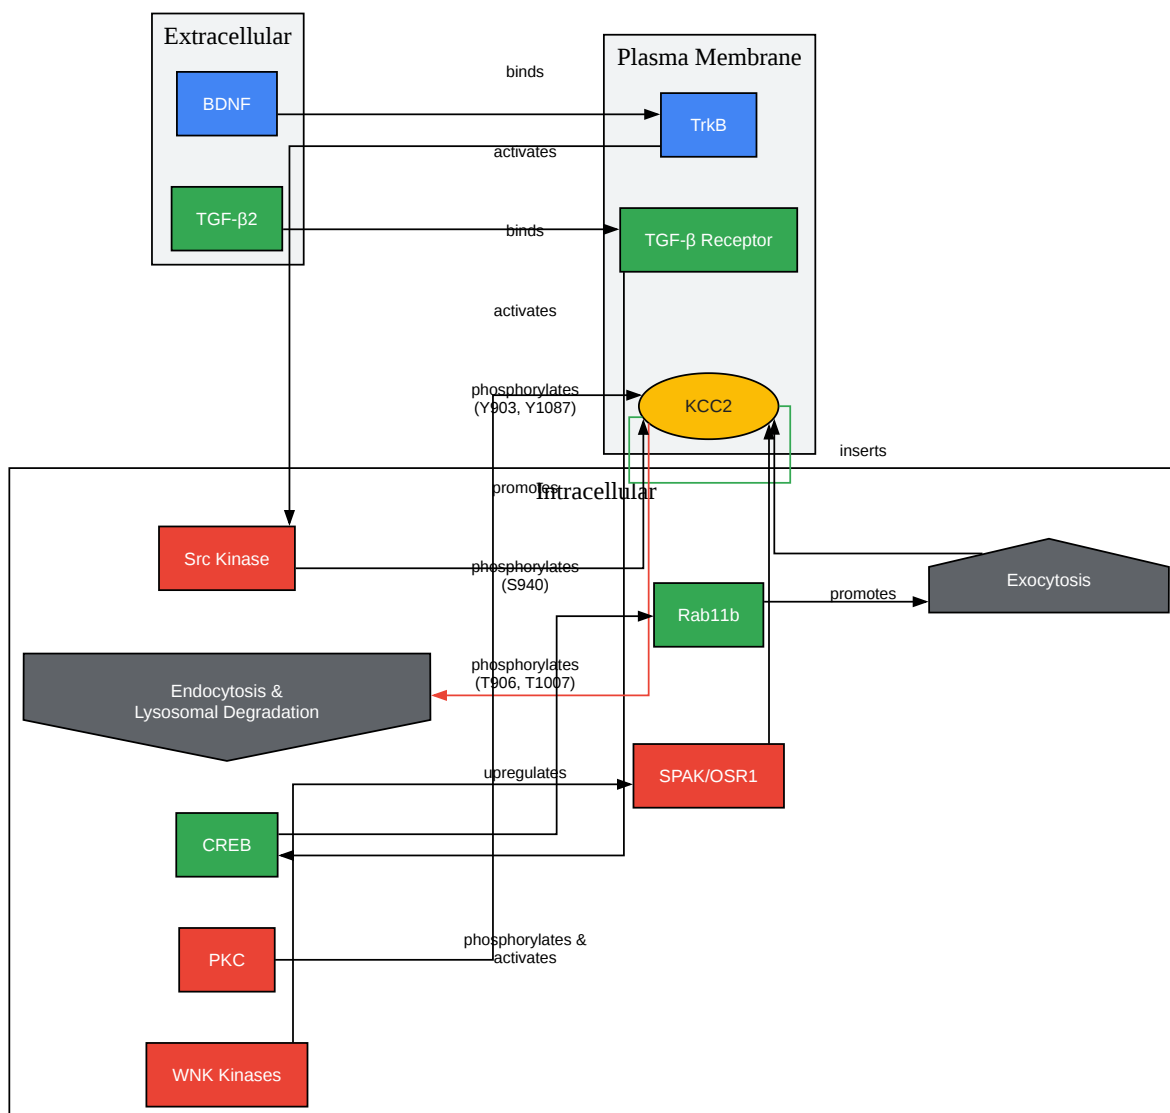 Extracellular
Plasma Membrane
BDNF
binds
TrkB
activates
TGF-β2
binds
TGF-β Receptor
activates
phosphorylates
(Y903, Y1087)
KCC2
inserts
promotes
Intracellular
Src Kinase
phosphorylates
(S940)
Exocytosis
Rab11b
promotes
phosphorylates
(T906, T1007)
Endocytosis &
Lysosomal Degradation
upregulates
SPAK/OSR1
CREB
PKC
phosphorylates &
activates
WNK Kinases